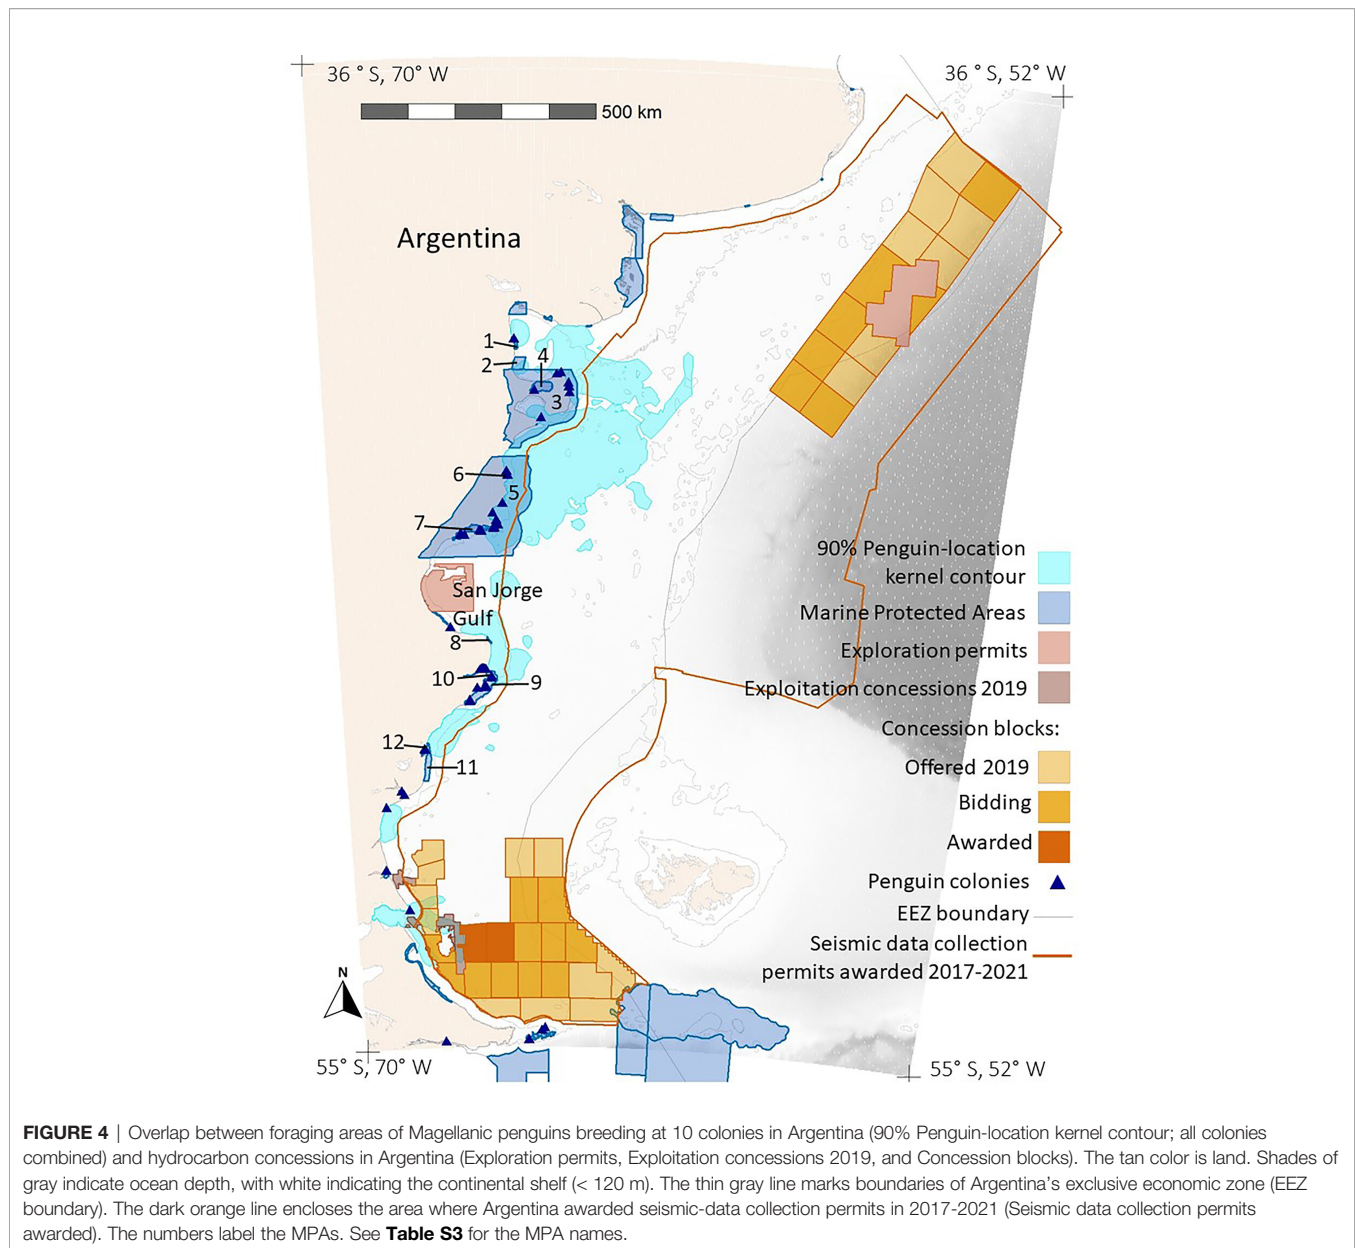 36 ° S, 70° W
36 ° S, 52° W
500 km
Argentina
1
2
4
3
6
5
7
San Jorge
Gulf
8
10
9
12
11
90% Penguin-location
kernel contour
Marine Protected Areas
Exploration permits
Exploitation concessions 2019
Concession blocks:
Offered 2019
Bidding
Awarded
Penguin colonies
EEZ boundary
Seismic data collection
permits awarded 2017-2021
N
55° S, 70° W
55° S, 52° W
FIGURE 4 | Overlap between foraging areas of Magellanic penguins breeding at 10 colonies in Argentina (90% Penguin-location kernel contour; all colonies
combined) and hydrocarbon concessions in Argentina (Exploration permits, Exploitation concessions 2019, and Concession blocks). The tan color is land. Shades of
gray indicate ocean depth, with white indicating the continental shelf (< 120 m). The thin gray line marks boundaries of Argentina's exclusive economic zone (EEZ
boundary). The dark orange line encloses the area where Argentina awarded seismic-data collection permits in 2017-2021 (Seismic data collection permits
awarded). The numbers label the MPAs. See Table S3 for the MPA names.